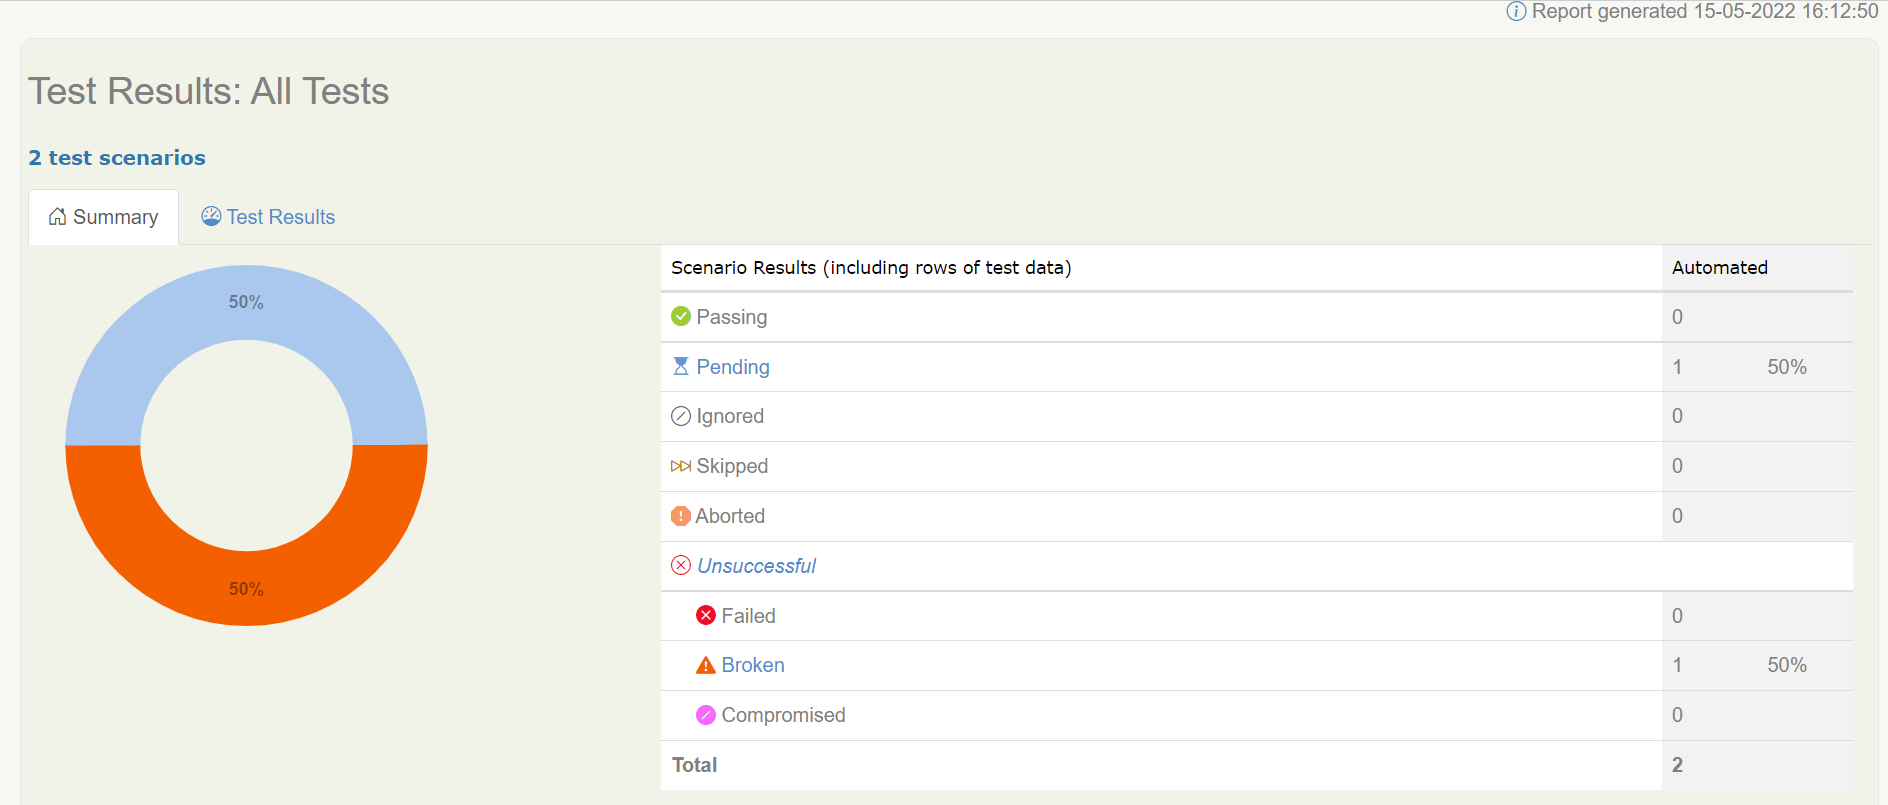 Report generated 15-05-2022 16:12:50
Test Results: All Tests
2 test scenarios
Summary Test Results
Scenario Results (including rows of test data) Automated
50%
50%
Passing 0
Pending 1 50%
Ignored 0
Skipped 0
Aborted 0
Unsuccessful
Failed 0
Broken 1 50%
Compromised 0
Total 2